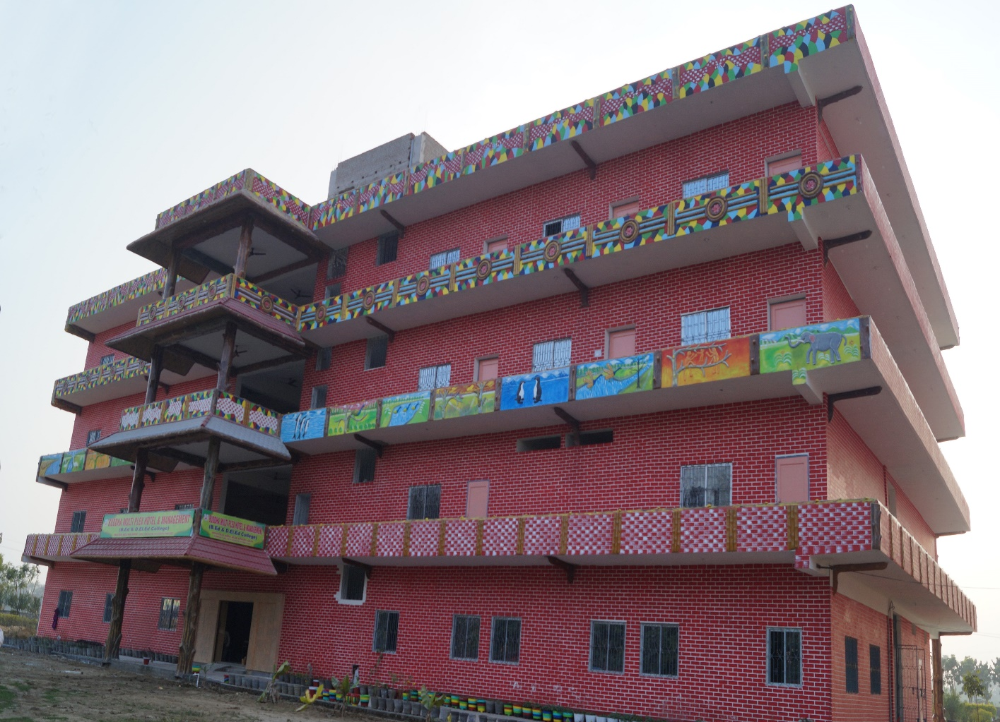 BUDDHA MULTI PLEX HOTEL & MANAGEMENT
(B.Ed & D.El.Ed College)
BUDDHA MULTI PLEX HOTEL & MANAGEMENT
(B.Ed & D.El.Ed College)